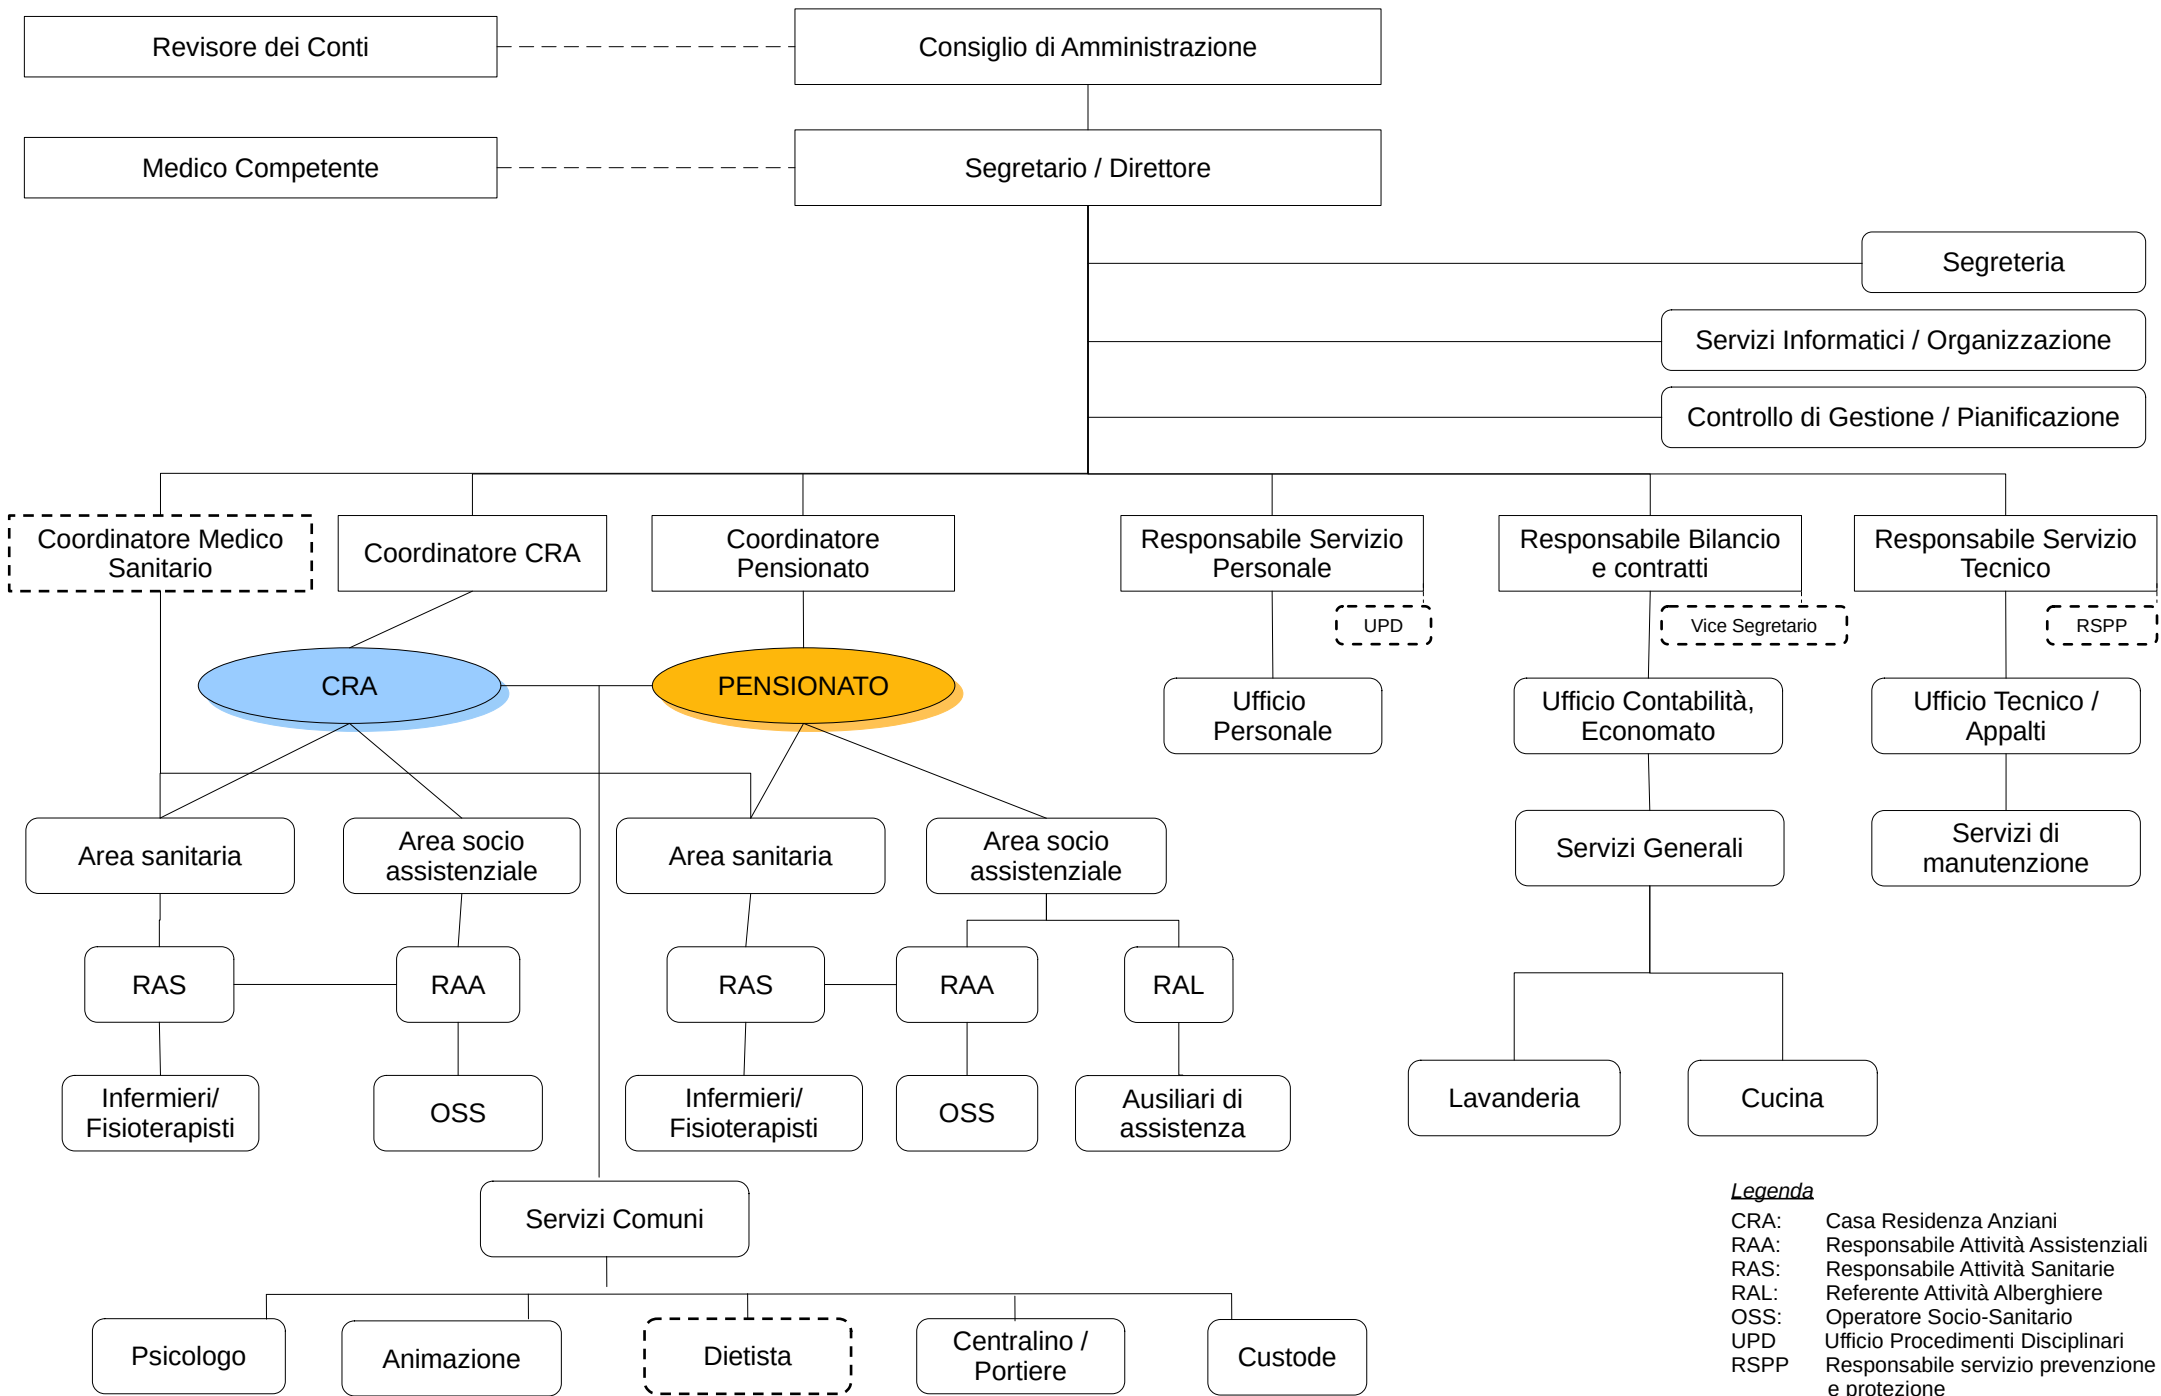 Revisore dei Conti
Consiglio di Amministrazione
Medico Competente
Segretario / Direttore
Segreteria
Servizi Informatici / Organizzazione
Controllo di Gestione / Pianificazione
Coordinatore Medico
Sanitario
Coordinatore CRA
Coordinatore
Pensionato
Responsabile Servizio
Personale
Responsabile Bilancio
e contratti
Responsabile Servizio
Tecnico
UPD
Vice Segretario
RSPP
CRA
PENSIONATO
Ufficio
Personale
Ufficio Contabilità,
Economato
Ufficio Tecnico /
Appalti
Area sanitaria
Area socio
assistenziale
Area sanitaria
Area socio
assistenziale
Servizi Generali
Servizi di
manutenzione
RAS
RAA
RAS
RAA
RAL
Infermieri/
Fisioterapisti
OSS
Infermieri/
Fisioterapisti
OSS
Ausiliari di
assistenza
Lavanderia
Cucina
Servizi Comuni
Psicologo
Animazione
Dietista
Centralino /
Portiere
Custode
Legenda
CRA: Casa Residenza Anziani
RAA: Responsabile Attività Assistenziali
RAS: Responsabile Attività Sanitarie
RAL: Referente Attività Alberghiere
OSS: Operatore Socio-Sanitario
UPD Ufficio Procedimenti Disciplinari
RSPP Responsabile servizio prevenzione
e protezione